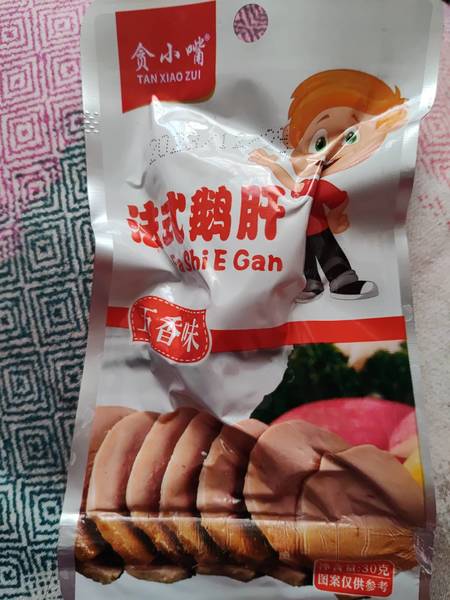 贪小嘴®
TAN XIAO ZUI
法式鹅肝
Fa Shi E Gan
五香味
净含量:30克
图案仅供参考